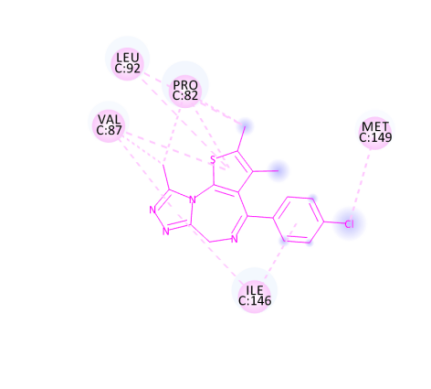 LEU
C:92
PRO
C:82
VAL
C:87
MET
C:149
S
N
N
N
N
Cl
ILE
C:146